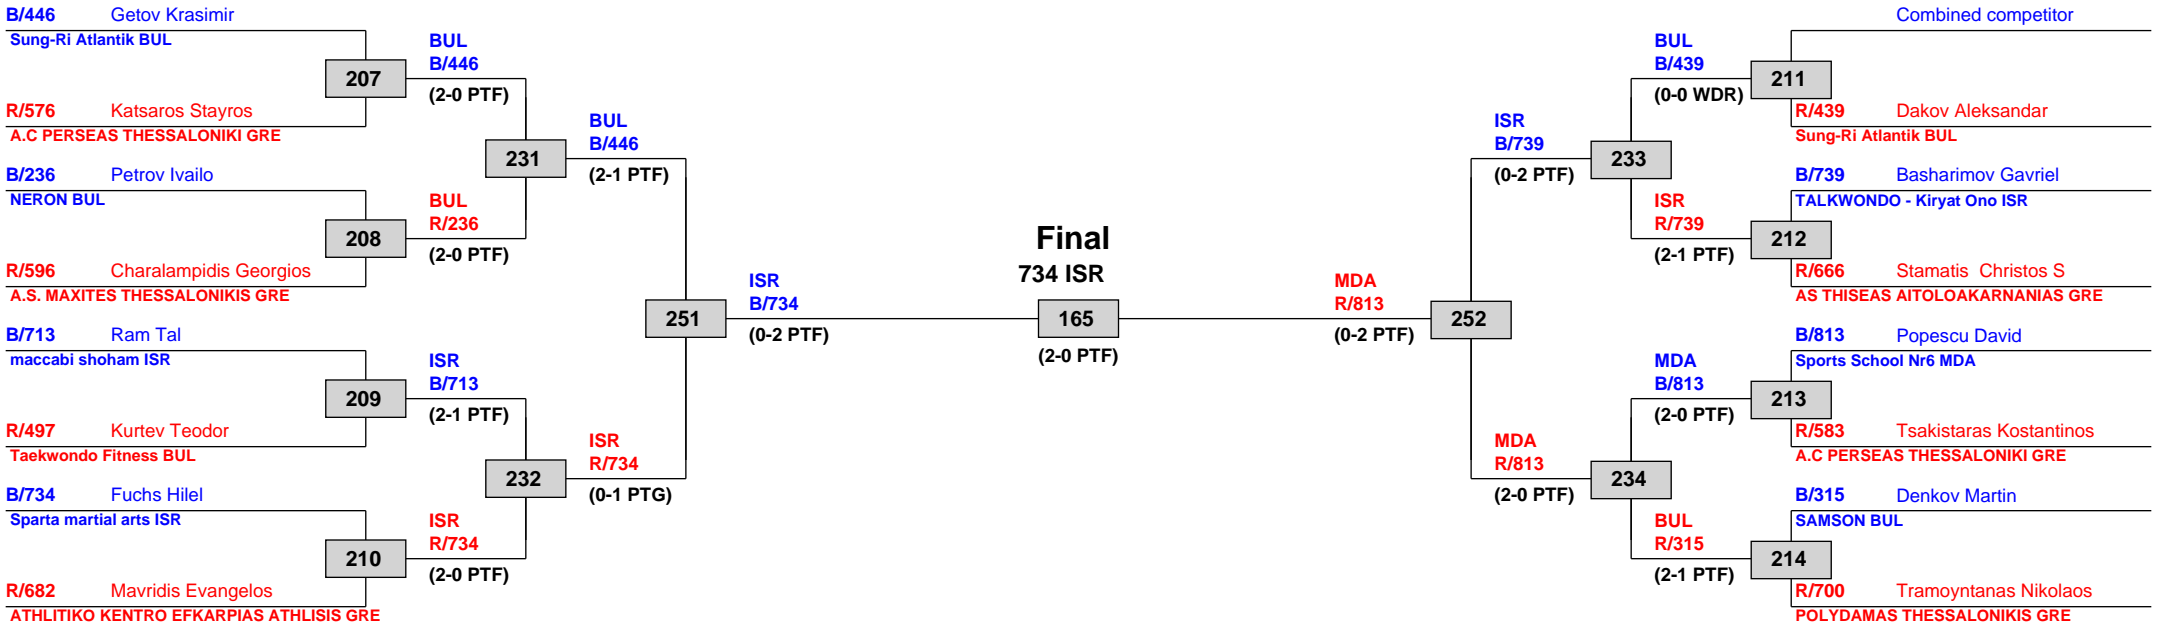 B/446 Getov Krasimir
Sung-Ri Atlantik BUL
207
R/576 Katsaros Stayros
A.C PERSEAS THESSALONIKI GRE
B/236 Petrov Ivailo
NERON BUL
208
R/596 Charalampidis Georgios
A.S. MAXITES THESSALONIKIS GRE
B/713 Ram Tal
maccabi shoham ISR
209
R/497 Kurtev Teodor
Taekwondo Fitness BUL
B/734 Fuchs Hilel
Sparta martial arts ISR
210
R/682 Mavridis Evangelos
ATHLITIKO KENTRO EFKARPIAS ATHLISIS GRE
BUL
B/446
(2-0 PTF)
231
BUL
R/236
(2-0 PTF)
ISR
B/713
(2-1 PTF)
232
ISR
R/734
(2-0 PTF)
BUL
B/446
(2-1 PTF)
251
ISR
R/734
(0-1 PTG)
ISR
B/734
(0-2 PTF)
Final
734 ISR
165
(2-0 PTF)
MDA
R/813
(0-2 PTF)
252
ISR
B/739
(0-2 PTF)
233
MDA
R/813
(2-0 PTF)
234
BUL
B/439
(0-0 WDR)
ISR
R/739
(2-1 PTF)
MDA
B/813
(2-0 PTF)
BUL
R/315
(2-1 PTF)
Combined competitor
211
R/439 Dakov Aleksandar
Sung-Ri Atlantik BUL
B/739 Basharimov Gavriel
TALKWONDO - Kiryat Ono ISR
212
R/666 Stamatis  Christos S
AS THISEAS AITOLOAKARNANIAS GRE
B/813 Popescu David
Sports School Nr6 MDA
213
R/583 Tsakistaras Kostantinos
A.C PERSEAS THESSALONIKI GRE
B/315 Denkov Martin
SAMSON BUL
214
R/700 Tramoyntanas Nikolaos
POLYDAMAS THESSALONIKIS GRE